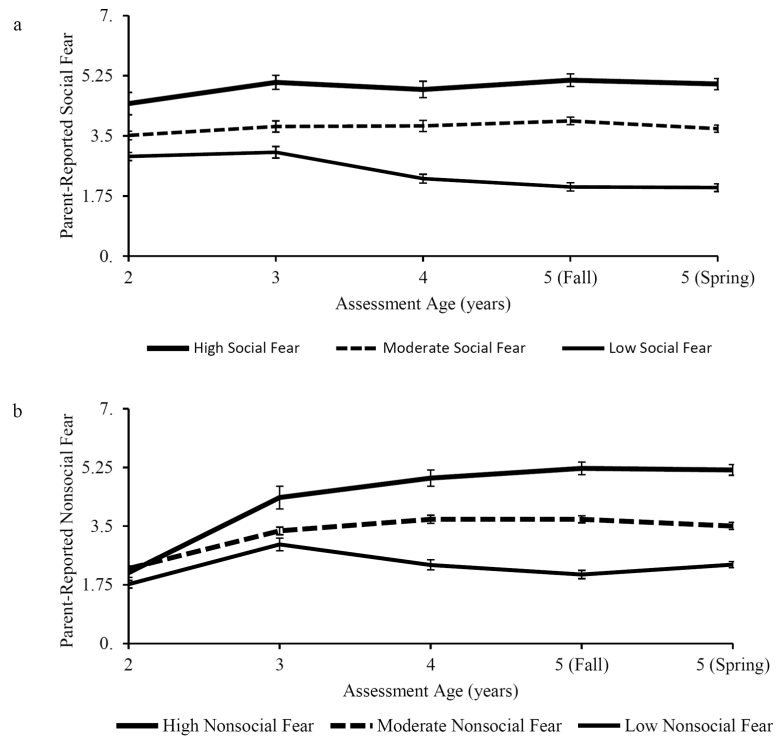 a
Parent-Reported Social Fear
7.
5.25
3.5
1.75
0.
2 3 4 5 (Fall) 5 (Spring)
Assessment Age (years)
High Social Fear Moderate Social Fear Low Social Fear
b
Parent-Reported Nonsocial Fear
7.
5.25
3.5
1.75
0.
2 3 4 5 (Fall) 5 (Spring)
Assessment Age (years)
High Nonsocial Fear Moderate Nonsocial Fear Low Nonsocial Fear